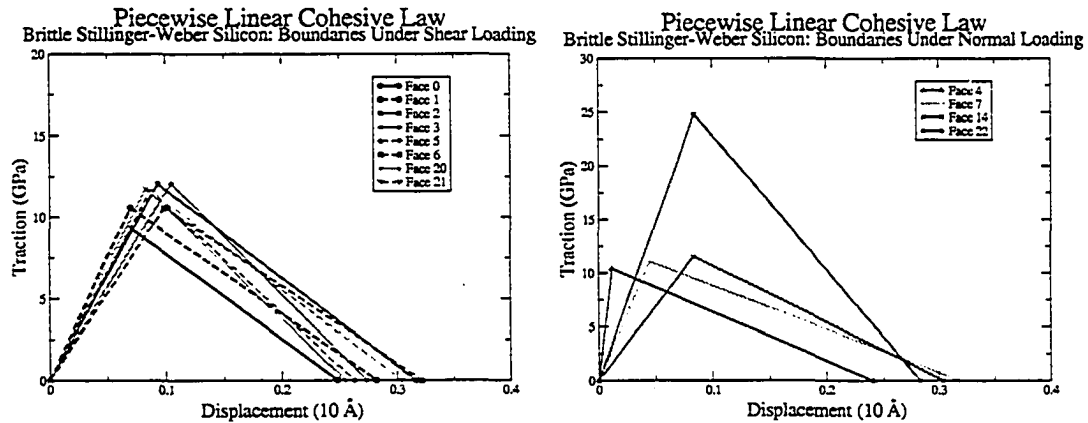 Piecewise Linear Cohesive Law
Brittle Stillinger-Weber Silicon: Boundaries Under Shear Loading
20
15
10
5
0
Traction (GPa)
Face 0
Face 1
Face 2
Face 3
Face 5
Face 6
Face 20
Face 21
0
0.1
0.2
0.3
0.4
Displacement (10 Å)
Piecewise Linear Cohesive Law
Brittle Stillinger-Weber Silicon: Boundaries Under Normal Loading
30
25
20
15
10
5
0
Traction (GPa)
Face 4
Face 7
Face 14
Face 22
0
0.1
0.2
0.3
0.4
Displacement (10 Å)